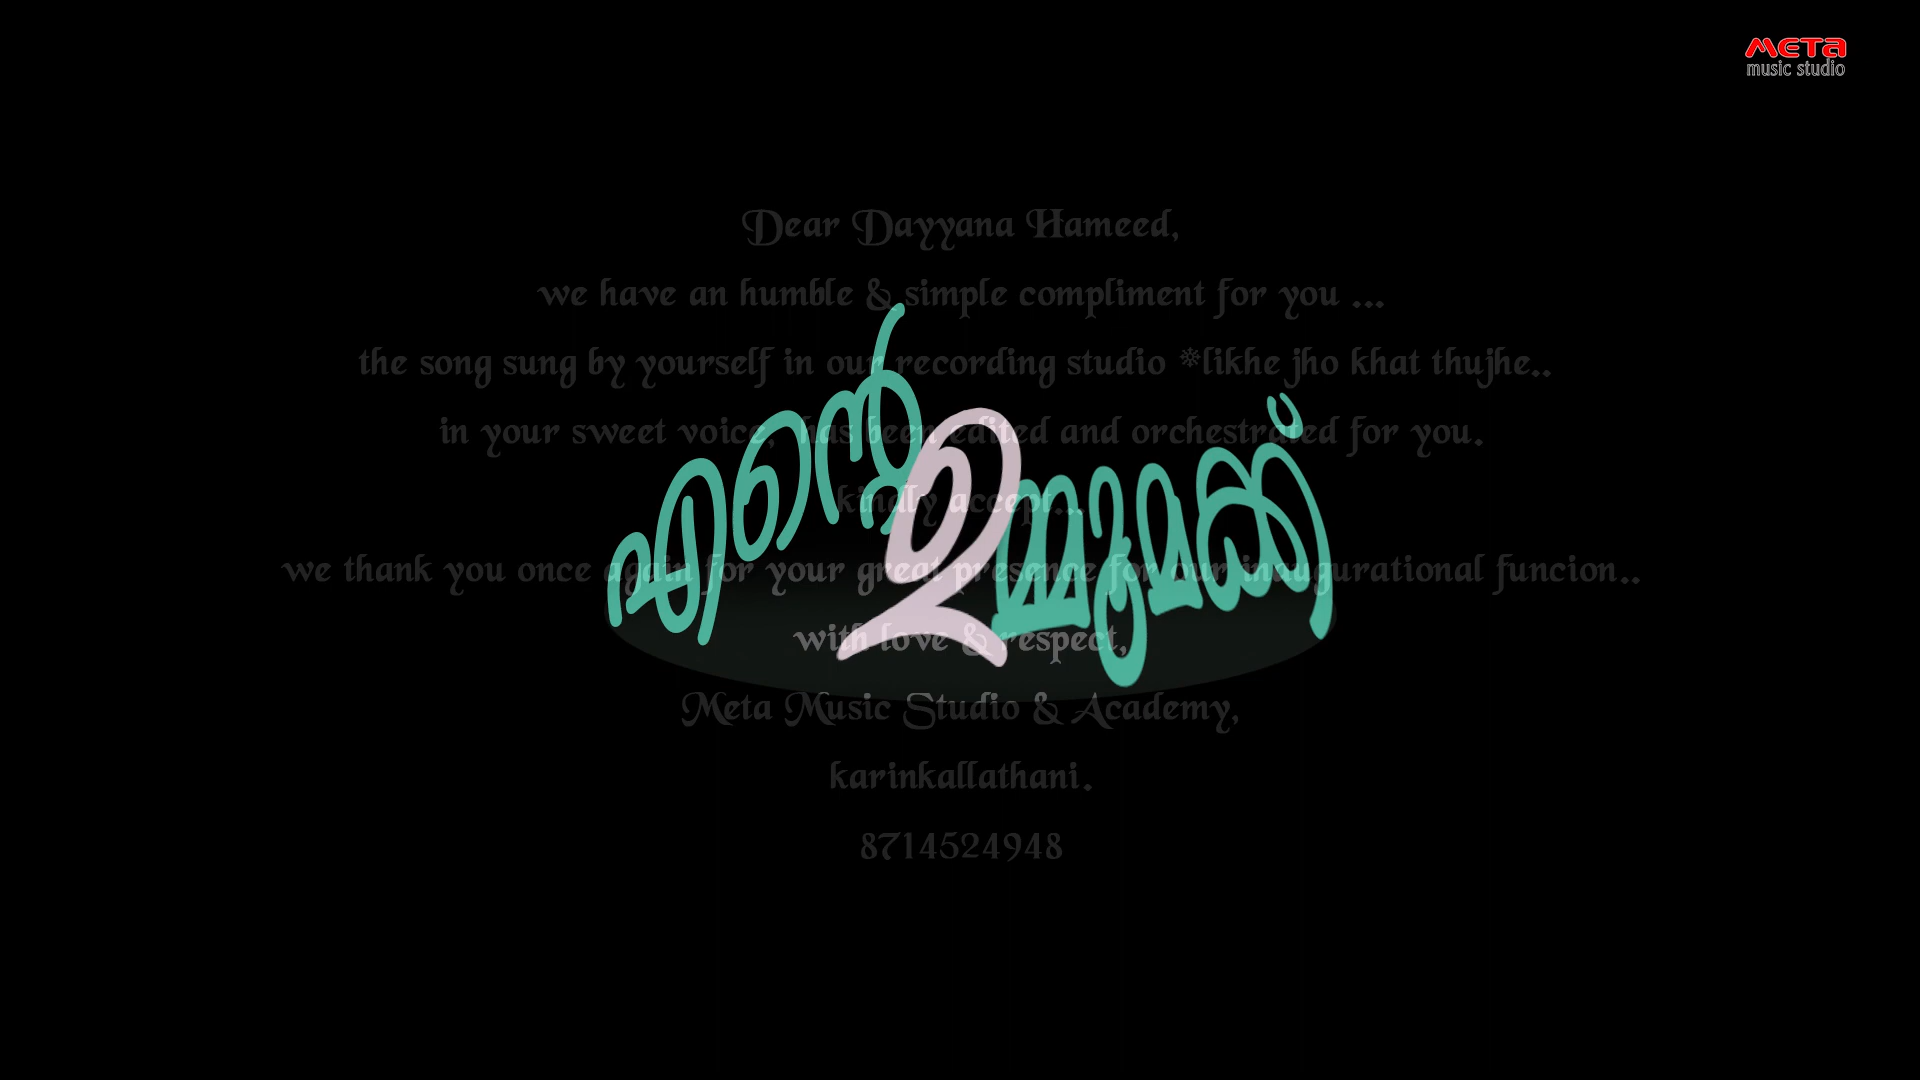 META
music studio
Dear Dayyana Hameed,
we have an humble & simple compliment for you ...
the song sung by yourself in our recording studio *likhe jho khat thujhe..
in your sweet voice, has been edited and orchestrated for you.
kindly accept...
we thank you once again for your great presence for our inaugurational funcion..
with love & respect,
Meta Music Studio & Academy,
karinkallathani.
8714524948
എന്റെ ഉമ്മുമക്ക്